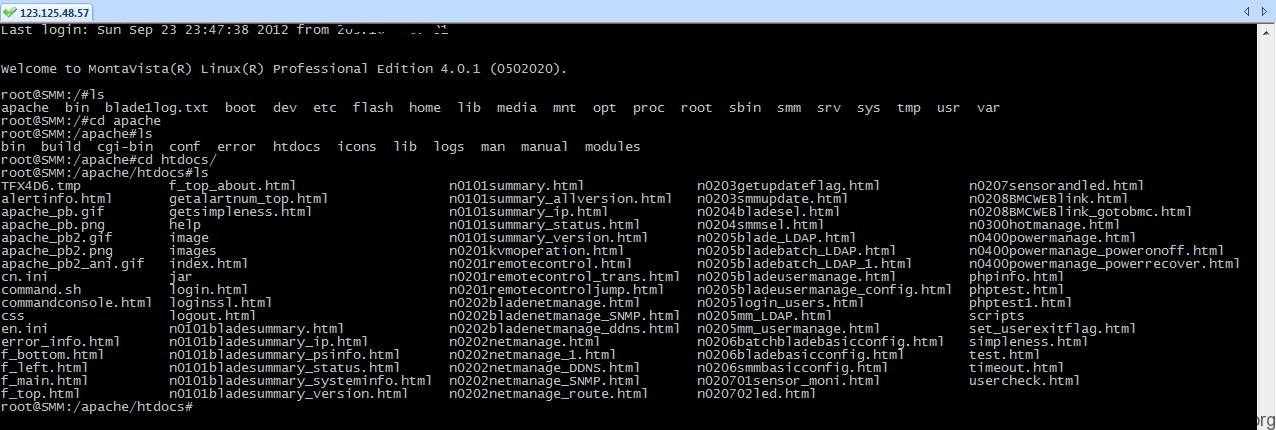 123.125.48.57
Last login: Sun Sep 23 23:47:38 2012 from
Welcome to MontaVista(R) Linux(R) Professional Edition 4.0.1 (0502020).
root@SMM:/#ls
apache bin blade1log.txt boot dev etc flash home lib media mnt opt proc root sbin smm srv sys tmp usr var
root@SMM:/#cd apache
root@SMM:/apache#ls
bin build cgi-bin conf error htdocs icons lib logs man manual modules
root@SMM:/apache#cd htdocs/
root@SMM:/apache/htdocs#ls
TFX4D6.tmp f_top_about.html n0101summary.html n0203getupdateflag.html n0207sensorandled.html
alertinfo.html getalartnum_top.html n0101summary_allversion.html n0203smmupdate.html n0208BMCWEBlink.html
apache_pb.gif getsimpleness.html n0101summary_ip.html n0204bladesel.html n0208BMCWEBlink_gotobmc.html
apache_pb.png help n0101summary_status.html n0204smmsel.html n0300hotmanage.html
apache_pb2.gif image n0101summary_version.html n0205blade_LDAP.html n0400powermanage.html
apache_pb2.png images n0201kvmoperation.html n0205bladebatch_LDAP.html n0400powermanage_poweronoff.html
apache_pb2_ani.gif index.html n0201remotecontrol.html n0205bladebatch_LDAP_1.html n0400powermanage_powerrecover.html
cn.ini jar n0201remotecontrol_trans.html n0205bladeusermanage.html phpinfo.html
command.sh login.html n0201remotecontroljump.html n0205bladeusermanage_config.html phptest.html
commandconsole.html loginssl.html n0202bladenetmanage.html n0205login_users.html phptest1.html
css logout.html n0202bladenetmanage_SNMP.html n0205mm_LDAP.html scripts
en.ini n0101bladesummary.html n0202bladenetmanage_ddns.html n0205mm_usermanage.html set_userexitflag.html
error_info.html n0101bladesummary_ip.html n0202netmanage.html n0206batchbladebasicconfig.html simpleness.html
f_bottom.html n0101bladesummary_psinfo.html n0202netmanage_1.html n0206bladebasicconfig.html test.html
f_left.html n0101bladesummary_status.html n0202netmanage_DDNS.html n0206smmbasicconfig.html timeout.html
f_main.html n0101bladesummary_systeminfo.html n0202netmanage_SNMP.html n020701sensor_moni.html usercheck.html
f_top.html n0101bladesummary_version.html n0202netmanage_route.html n020702led.html
root@SMM:/apache/htdocs#
org